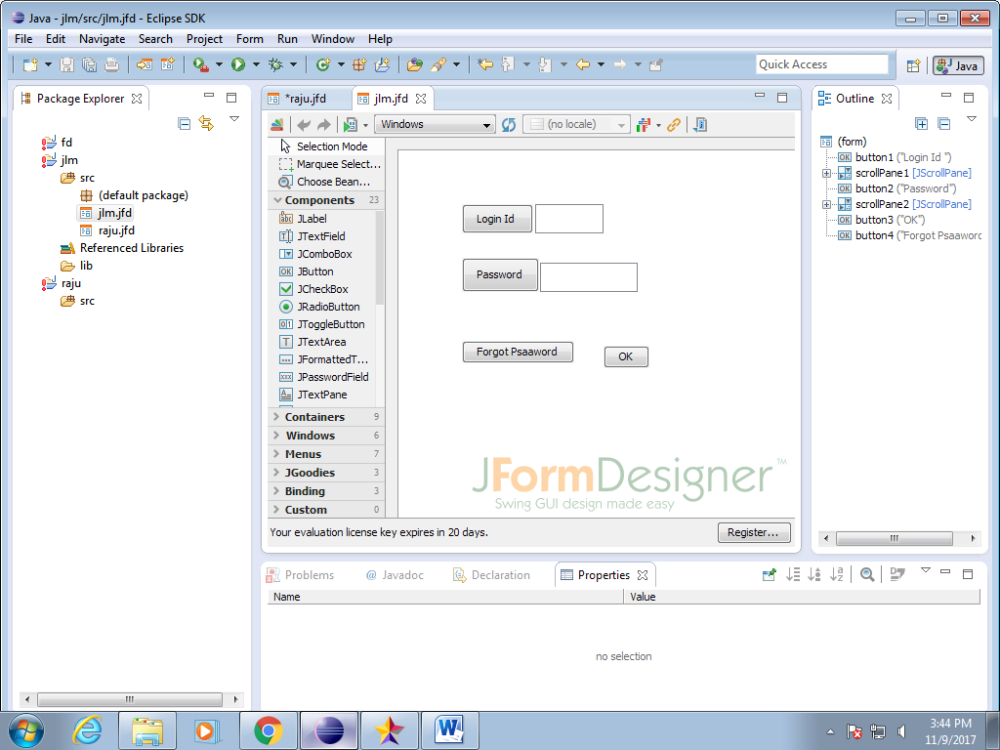 Java - jlm/src/jlm.jfd - Eclipse SDK
File Edit Navigate Search Project Form Run Window Help
Quick Access
Java
Package Explorer
fd
jlm
src
(default package)
jlm.jfd
raju.jfd
Referenced Libraries
lib
raju
src
*raju.jfd
jlm.jfd
Windows
(no locale)
Selection Mode
Marquee Select...
Choose Bean...
Components 23
JLabel
JTextField
JComboBox
JButton
JCheckBox
JRadioButton
JToggleButton
JTextArea
JFormattedT...
JPasswordField
JTextPane
Containers 9
Windows 6
Menus 7
JGoodies 3
Binding 3
Custom 0
Login Id
Password
Forgot Psaaword
OK
JFormDesigner™
Swing GUI design made easy
Your evaluation license key expires in 20 days.
Register...
Outline
(form)
button1 ("Login Id ")
scrollPane1 [JScrollPane]
button2 ("Password")
scrollPane2 [JScrollPane]
button3 ("OK")
button4 ("Forgot Psaaword
Problems @ Javadoc Declaration Properties
Name Value
no selection
3:44 PM
11/9/2017